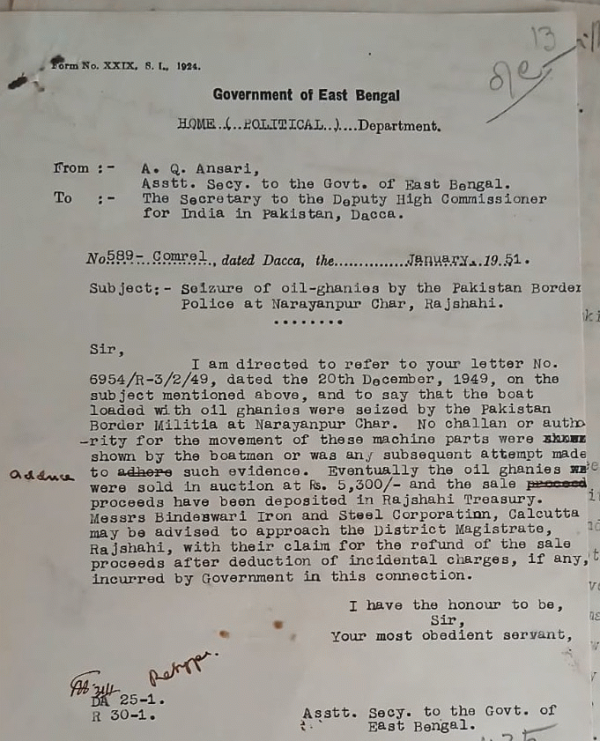 13
Form No. XXIX. S. I., 1924.
Government of East Bengal
HOME (..POLITICAL..)....Department.
From :- A. Q. Ansari,
Asstt. Secy. to the Govt. of East Bengal.
To :- The Secretary to the Deputy High Commissioner
for India in Pakistan, Dacca.
No 589- Comrel, dated Dacca, the...............January, 1951.
Subject:- Seizure of oil-ghanies by the Pakistan Border
Police at Narayanpur Char, Rajshahi.
........
Sir,
I am directed to refer to your letter No.
6954/R-3/2/49, dated the 20th December, 1949, on the
subject mentioned above, and to say that the boat
loaded with oil ghanies were seized by the Pakistan
Border Militia at Narayanpur Char. No challan or autho
-rity for the movement of these machine parts were
shown by the boatmen or was any subsequent attempt made
adduce to adhere such evidence. Eventually the oil ghanies
were sold in auction at Rs. 5,300/- and the sale proceed
proceeds have been deposited in Rajshahi Treasury.
Messrs Bindeswari Iron and Steel Corporation, Calcutta
may be advised to approach the District Magistrate,
Rajshahi, with their claim for the refund of the sale
proceeds after deduction of incidental charges, if any,
incurred by Government in this connection.
I have the honour to be,
Sir,
Your most obedient servant,
DA 25-1.
R 30-1.
Asstt. Secy. to the Govt. of
East Bengal.